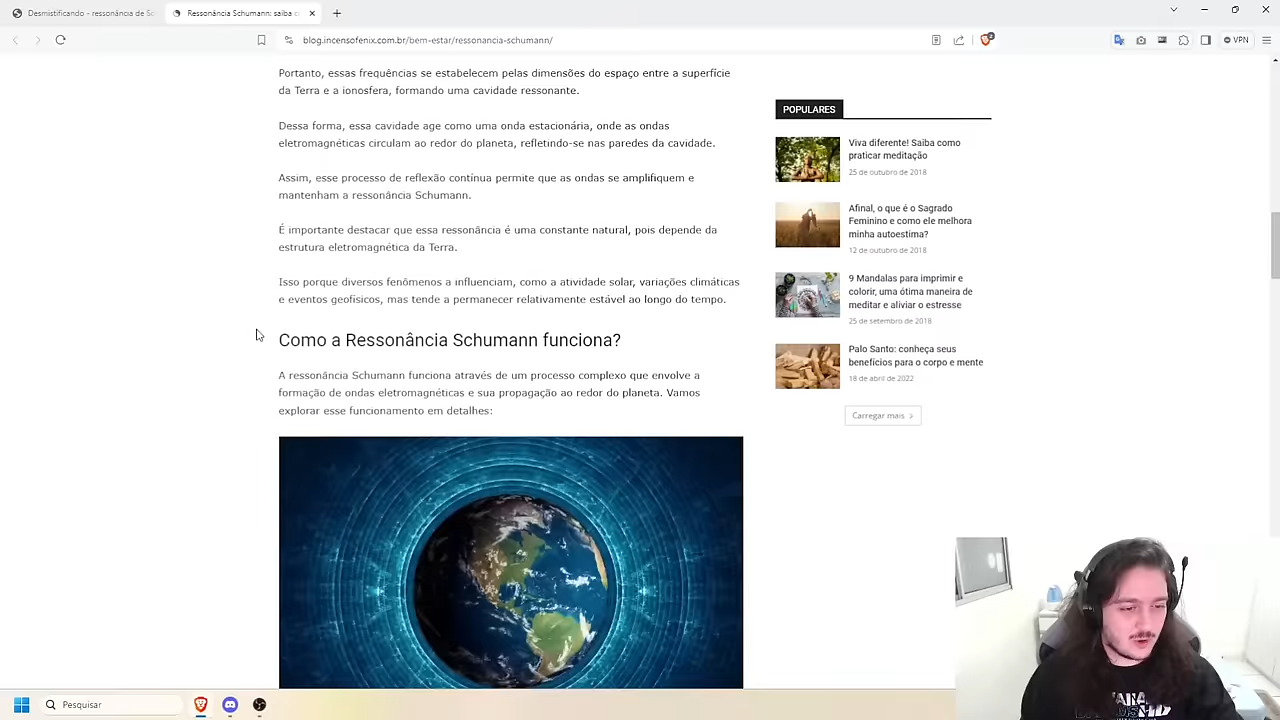 Desmistificando - ressonância de Sc
Ressonância Schumann: saiba o
blog.incensofenix.com.br/bem-estar/ressonancia-schumann/
2
VPN
Portanto, essas frequências se estabelecem pelas dimensões do espaço entre a superfície
da Terra e a ionosfera, formando uma cavidade ressonante.
Dessa forma, essa cavidade age como uma onda estacionária, onde as ondas
eletromagnéticas circulam ao redor do planeta, refletindo-se nas paredes da cavidade.
Assim, esse processo de reflexão contínua permite que as ondas se amplifiquem e
mantenham a ressonância Schumann.
É importante destacar que essa ressonância é uma constante natural, pois depende da
estrutura eletromagnética da Terra.
Isso porque diversos fenômenos a influenciam, como a atividade solar, variações climáticas
e eventos geofísicos, mas tende a permanecer relativamente estável ao longo do tempo.
Como a Ressonância Schumann funciona?
A ressonância Schumann funciona através de um processo complexo que envolve a
formação de ondas eletromagnéticas e sua propagação ao redor do planeta. Vamos
explorar esse funcionamento em detalhes:
POPULARES
Viva diferente! Saiba como
praticar meditação
25 de outubro de 2018
Afinal, o que é o Sagrado
Feminino e como ele melhora
minha autoestima?
12 de outubro de 2018
9 Mandalas para imprimir e
colorir, uma ótima maneira de
meditar e aliviar o estresse
25 de setembro de 2018
Palo Santo: conheça seus
benefícios para o corpo e mente
18 de abril de 2022
Carregar mais
Pesquisar